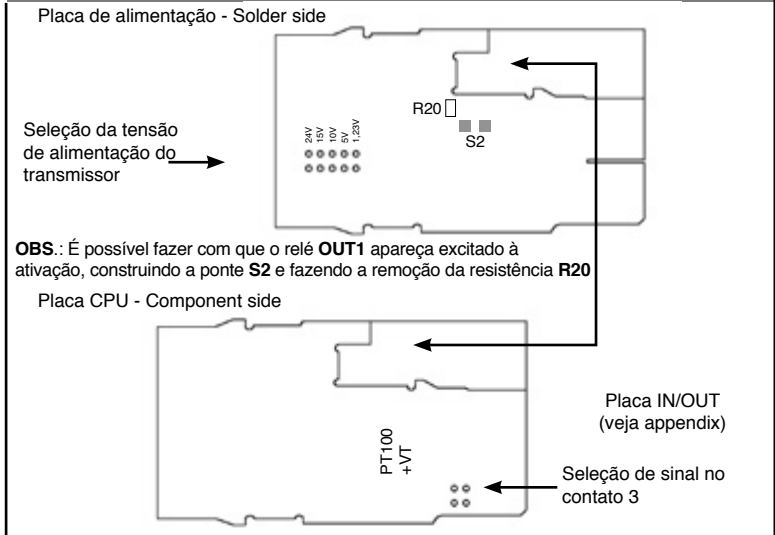 Placa de alimentação - Solder side
R20
S2
24V
15V
10V
5V
1,23V
Seleção da tensão
de alimentação do
transmissor
OBS.: É possível fazer com que o relé OUT1 apareça excitado à
ativação, construindo a ponte S2 e fazendo a remoção da resistência R20
Placa CPU - Component side
Placa IN/OUT
(veja appendix)
PT100
+VT
Seleção de sinal no
contato 3